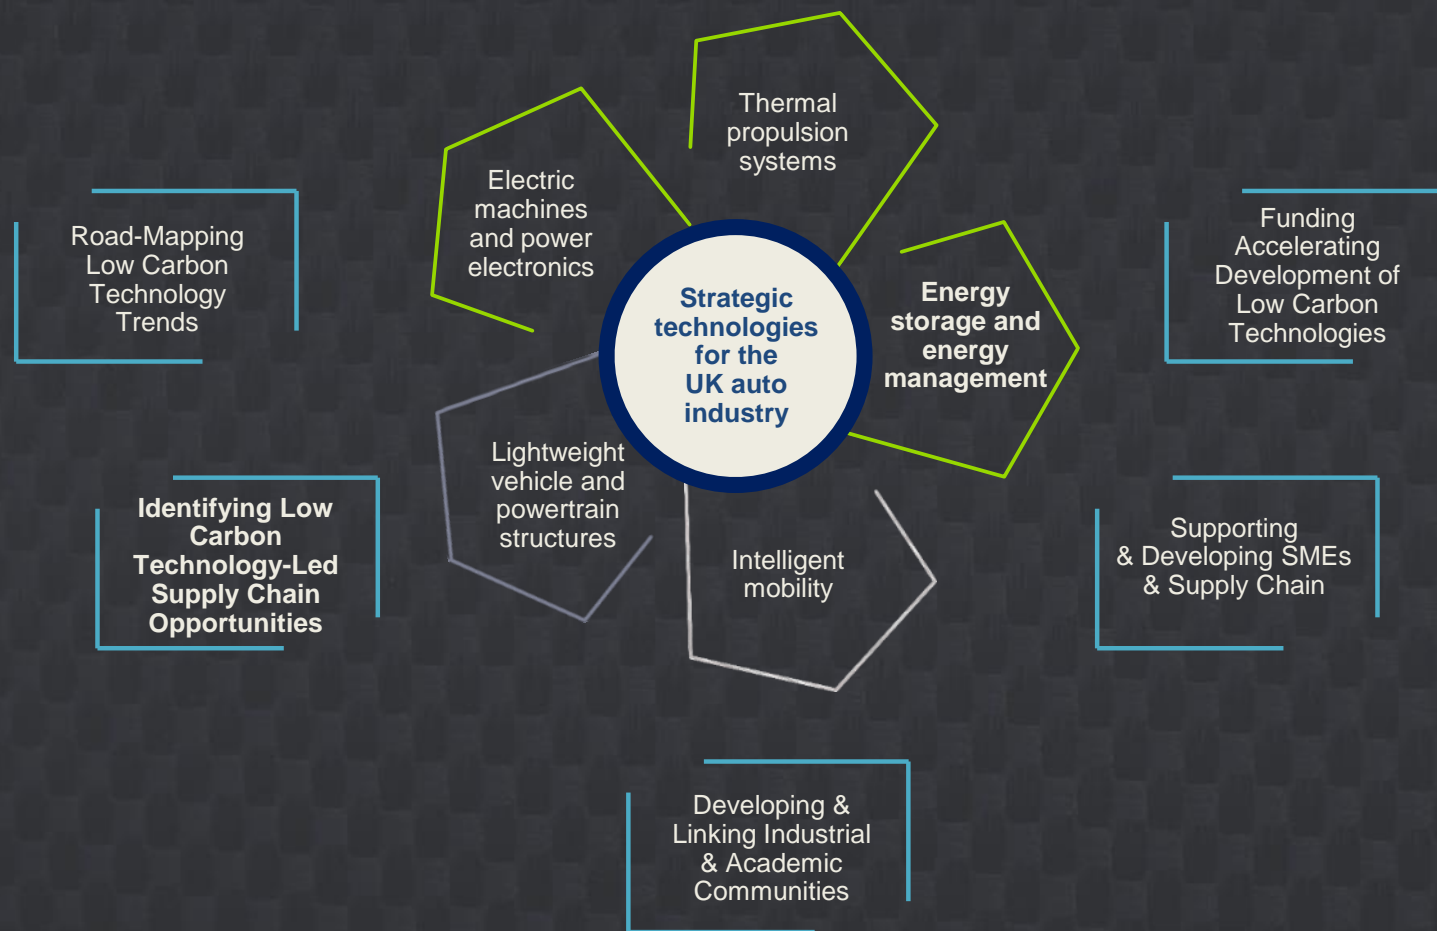 Thermal
propulsion
systems
Electric
machines
and power
electronics
Strategic
technologies
for the
UK auto
industry
Energy
storage and
energy
management
Lightweight
vehicle and
powertrain
structures
Intelligent
mobility
Road-Mapping
Low Carbon
Technology
Trends
Identifying Low
Carbon
Technology-Led
Supply Chain
Opportunities
Funding
Accelerating
Development of
Low Carbon
Technologies
Supporting
& Developing SMEs
& Supply Chain
Developing &
Linking Industrial
& Academic
Communities